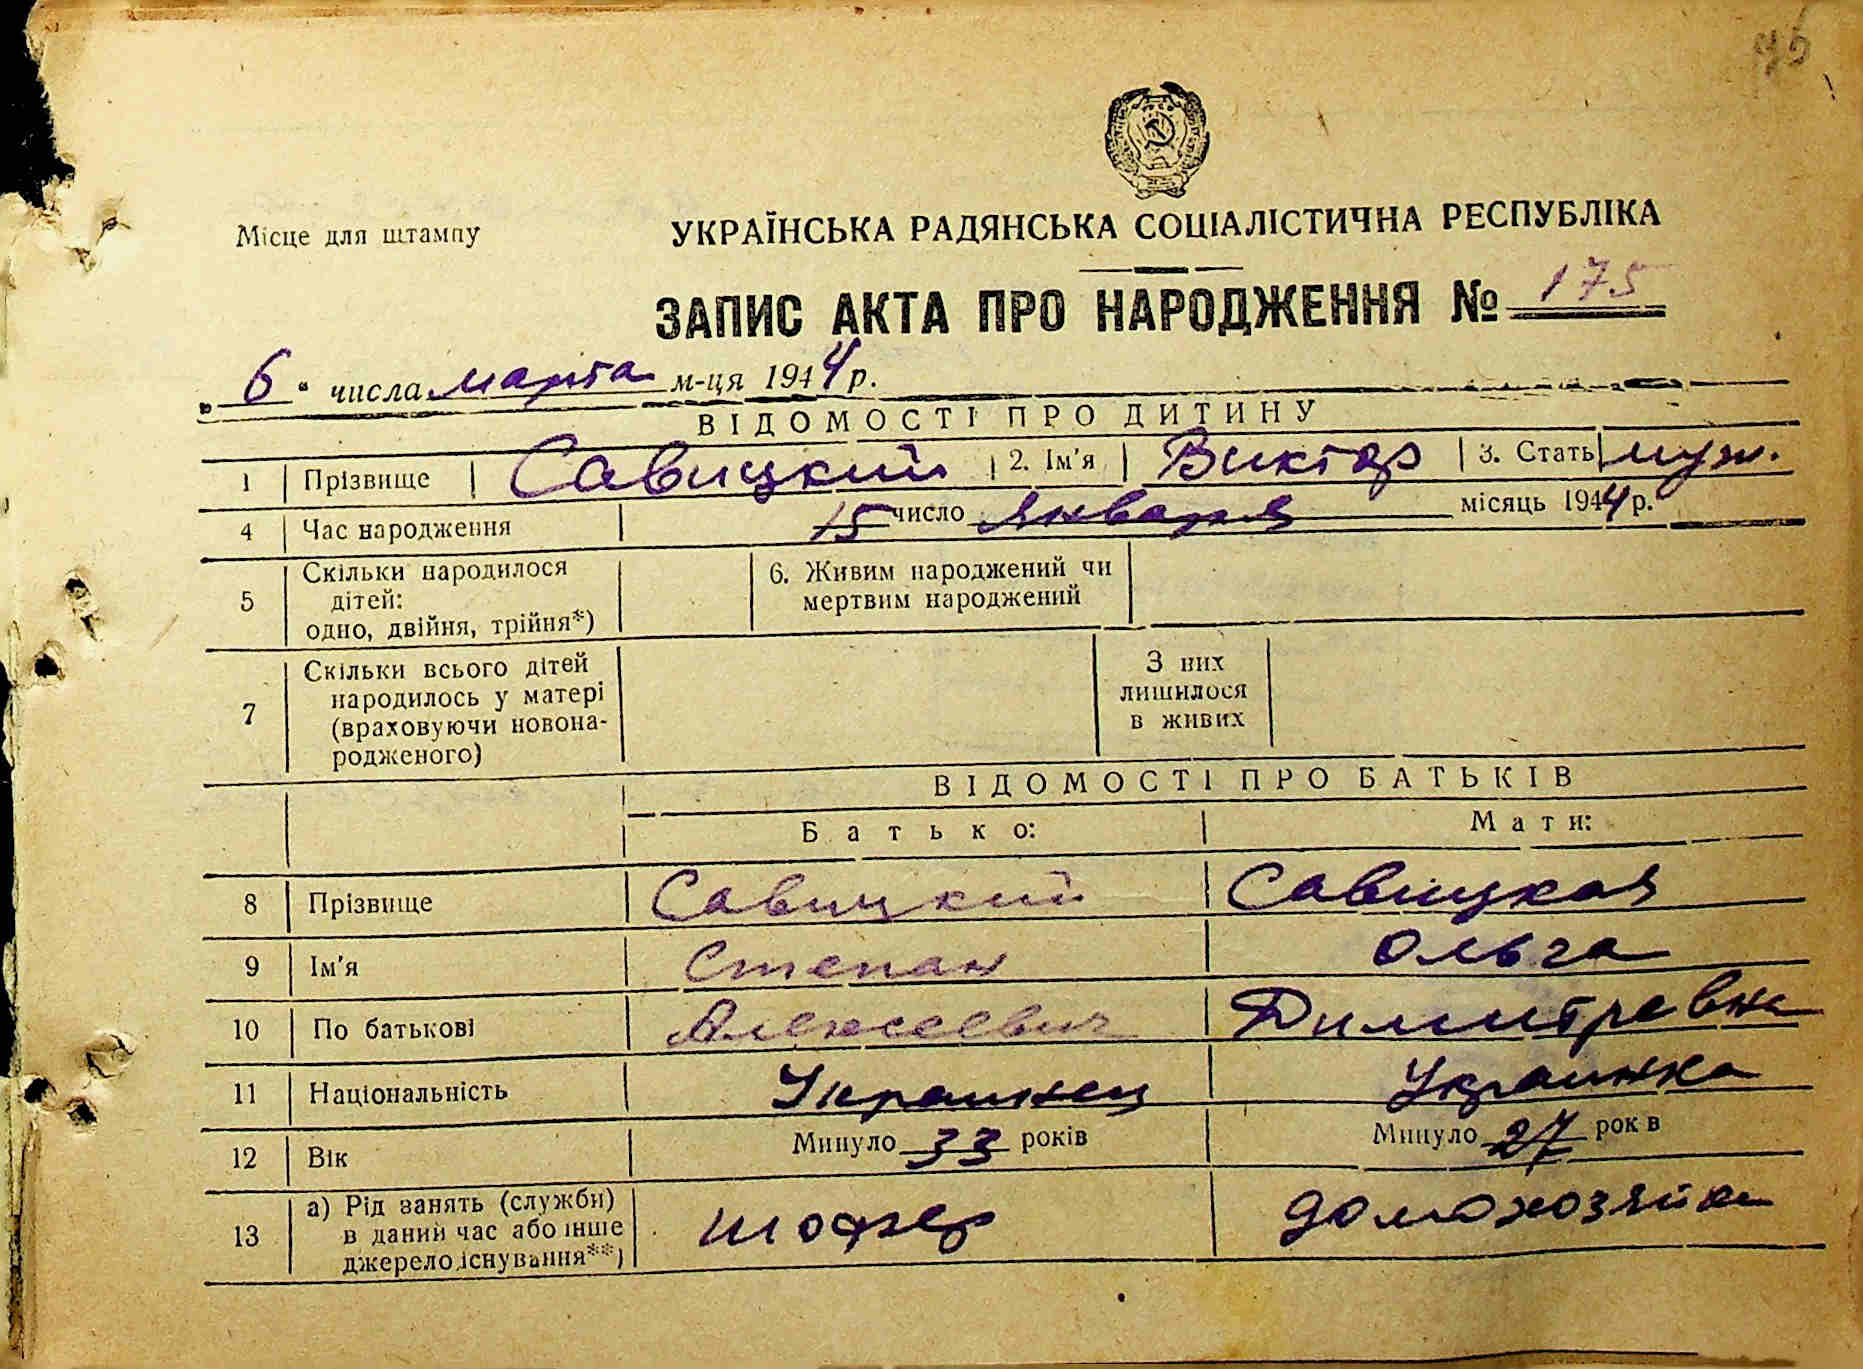 96
Місце для штампу
УКРАЇНСЬКА РАДЯНСЬКА СОЦІАЛІСТИЧНА РЕСПУБЛІКА
ЗАПИС АКТА ПРО НАРОДЖЕННЯ № 175
„ 6 " числа марта м-ця 1944 р.
ВІДОМОСТІ ПРО ДИТИНУ
1 Прізвище Савицкий 2. Ім'я Виктор 3. Стать муж.
4 Час народження 15 число января місяць 1944 р.
5 Скільки народилося дітей: одно, двійня, трійня*) 6. Живим народжений чи мертвим народжений
7 Скільки всього дітей народилось у матері (враховуючи новона-родженого) З них лишилося в живих
ВІДОМОСТІ ПРО БАТЬКІВ
Батько: Мати:
8 Прізвище Савицкий Савицкая
9 Ім'я Степан Ольга
10 По батькові Алексеевич Димитревна
11 Національність Украинец Украинка
12 Вік Минуло 33 років Минуло 27 рок в
13 а) Рід занять (служби) в даний час або інше джерело існування**) шофер домохозяйка